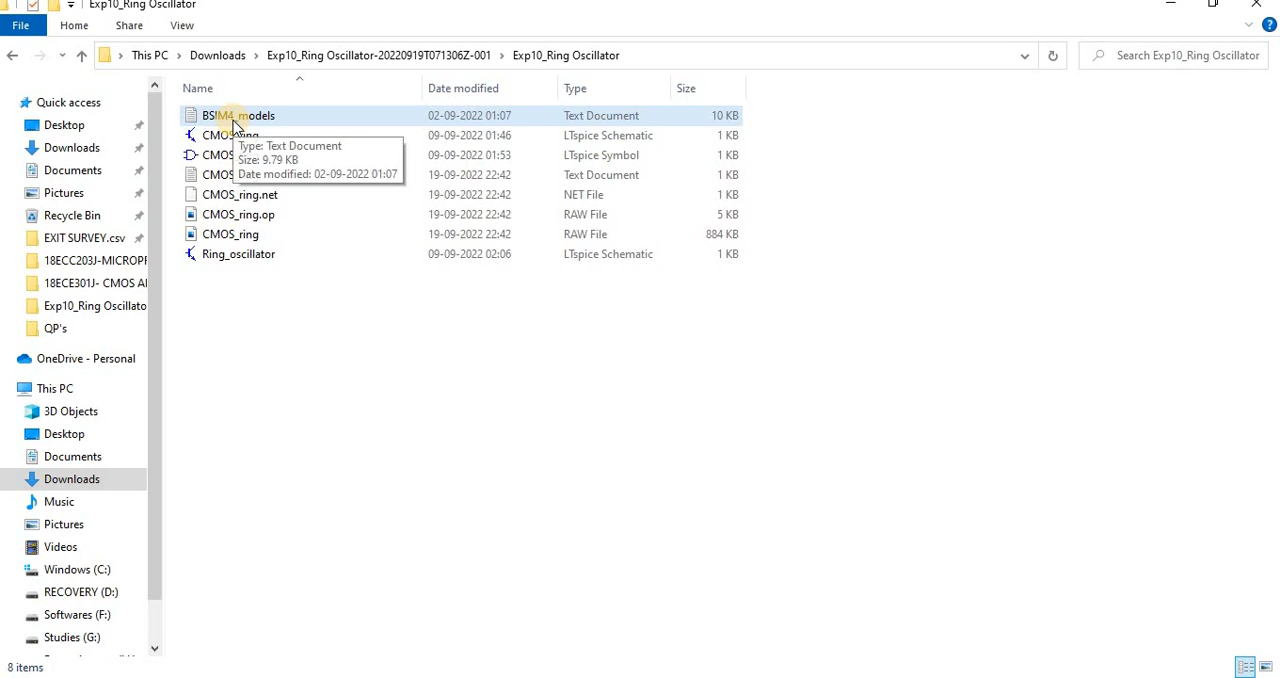 Exp10_Ring Oscillator
File Home Share View
This PC Downloads Exp10_Ring Oscillator-20220919T071306Z-001 Exp10_Ring Oscillator Search Exp10_Ring Oscillator
Name Date modified Type Size
BSIM4_models 02-09-2022 01:07 Text Document 10 KB
CMOS_ring 09-09-2022 01:46 LTspice Schematic 1 KB
CMOS 09-09-2022 01:53 LTspice Symbol 1 KB
CMOS 19-09-2022 22:42 Text Document 1 KB
CMOS_ring.net 19-09-2022 22:42 NET File 1 KB
CMOS_ring.op 19-09-2022 22:42 RAW File 5 KB
CMOS_ring 19-09-2022 22:42 RAW File 884 KB
Ring_oscillator 09-09-2022 02:06 LTspice Schematic 1 KB
Type: Text Document
Size: 9.79 KB
Date modified: 02-09-2022 01:07
Quick access
Desktop
Downloads
Documents
Pictures
Recycle Bin
EXIT SURVEY.csv
18ECC203J-MICROPF
18ECE301J- CMOS AI
Exp10_Ring Oscillato
QP's
OneDrive - Personal
This PC
3D Objects
Desktop
Documents
Downloads
Music
Pictures
Videos
Windows (C:)
RECOVERY (D:)
Softwares (F:)
Studies (G:)
8 items